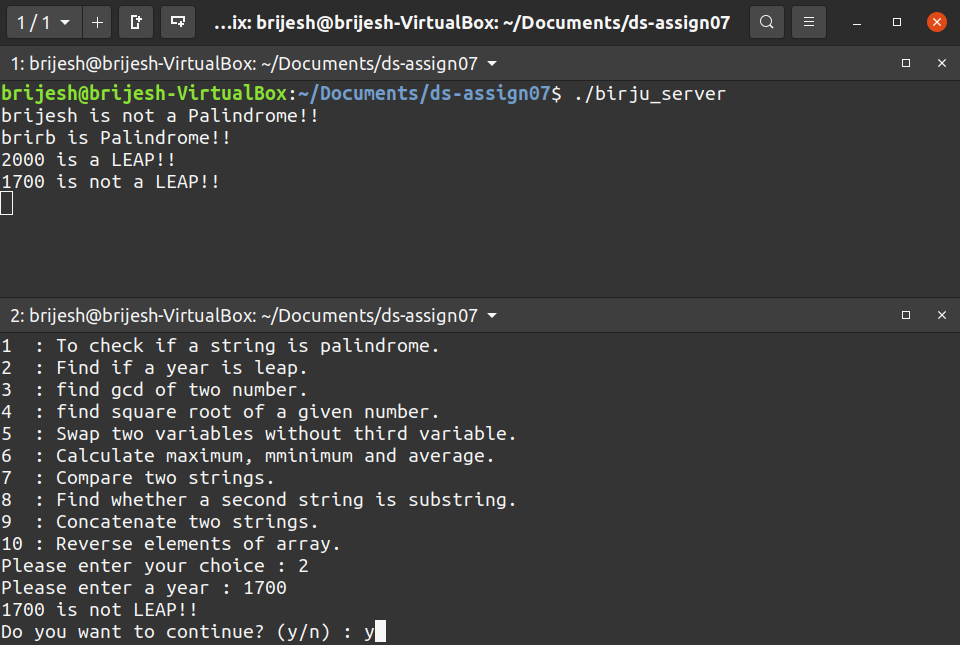 1 / 1
...ix: brijesh@brijesh-VirtualBox: ~/Documents/ds-assign07
1: brijesh@brijesh-VirtualBox: ~/Documents/ds-assign07
brijesh@brijesh-VirtualBox:~/Documents/ds-assign07$ ./birju_server
brijesh is not a Palindrome!!
brirb is Palindrome!!
2000 is a LEAP!!
1700 is not a LEAP!!
2: brijesh@brijesh-VirtualBox: ~/Documents/ds-assign07
1  : To check if a string is palindrome.
2  : Find if a year is leap.
3  : find gcd of two number.
4  : find square root of a given number.
5  : Swap two variables without third variable.
6  : Calculate maximum, mminimum and average.
7  : Compare two strings.
8  : Find whether a second string is substring.
9  : Concatenate two strings.
10 : Reverse elements of array.
Please enter your choice : 2
Please enter a year : 1700
1700 is not LEAP!!
Do you want to continue? (y/n) : y